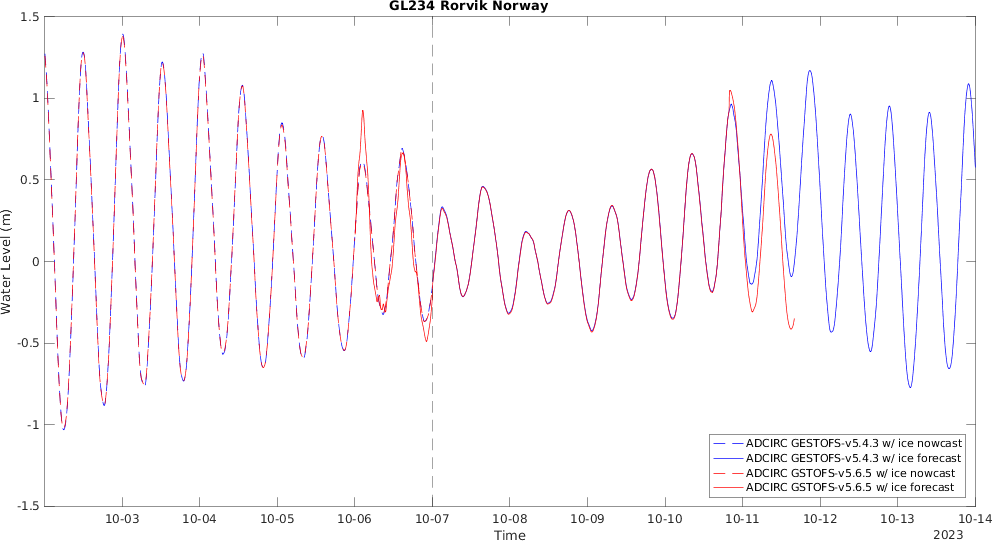 GL234 Rorvik Norway
1.5
1
0.5
0
-0.5
-1
-1.5
Water Level (m)
10-03 10-04 10-05 10-06 10-07 10-08 10-09 10-10 10-11 10-12 10-13 10-14
Time
2023
ADCIRC GESTOFS-v5.4.3 w/ ice nowcast
ADCIRC GESTOFS-v5.4.3 w/ ice forecast
ADCIRC GSTOFS-v5.6.5 w/ ice nowcast
ADCIRC GSTOFS-v5.6.5 w/ ice forecast